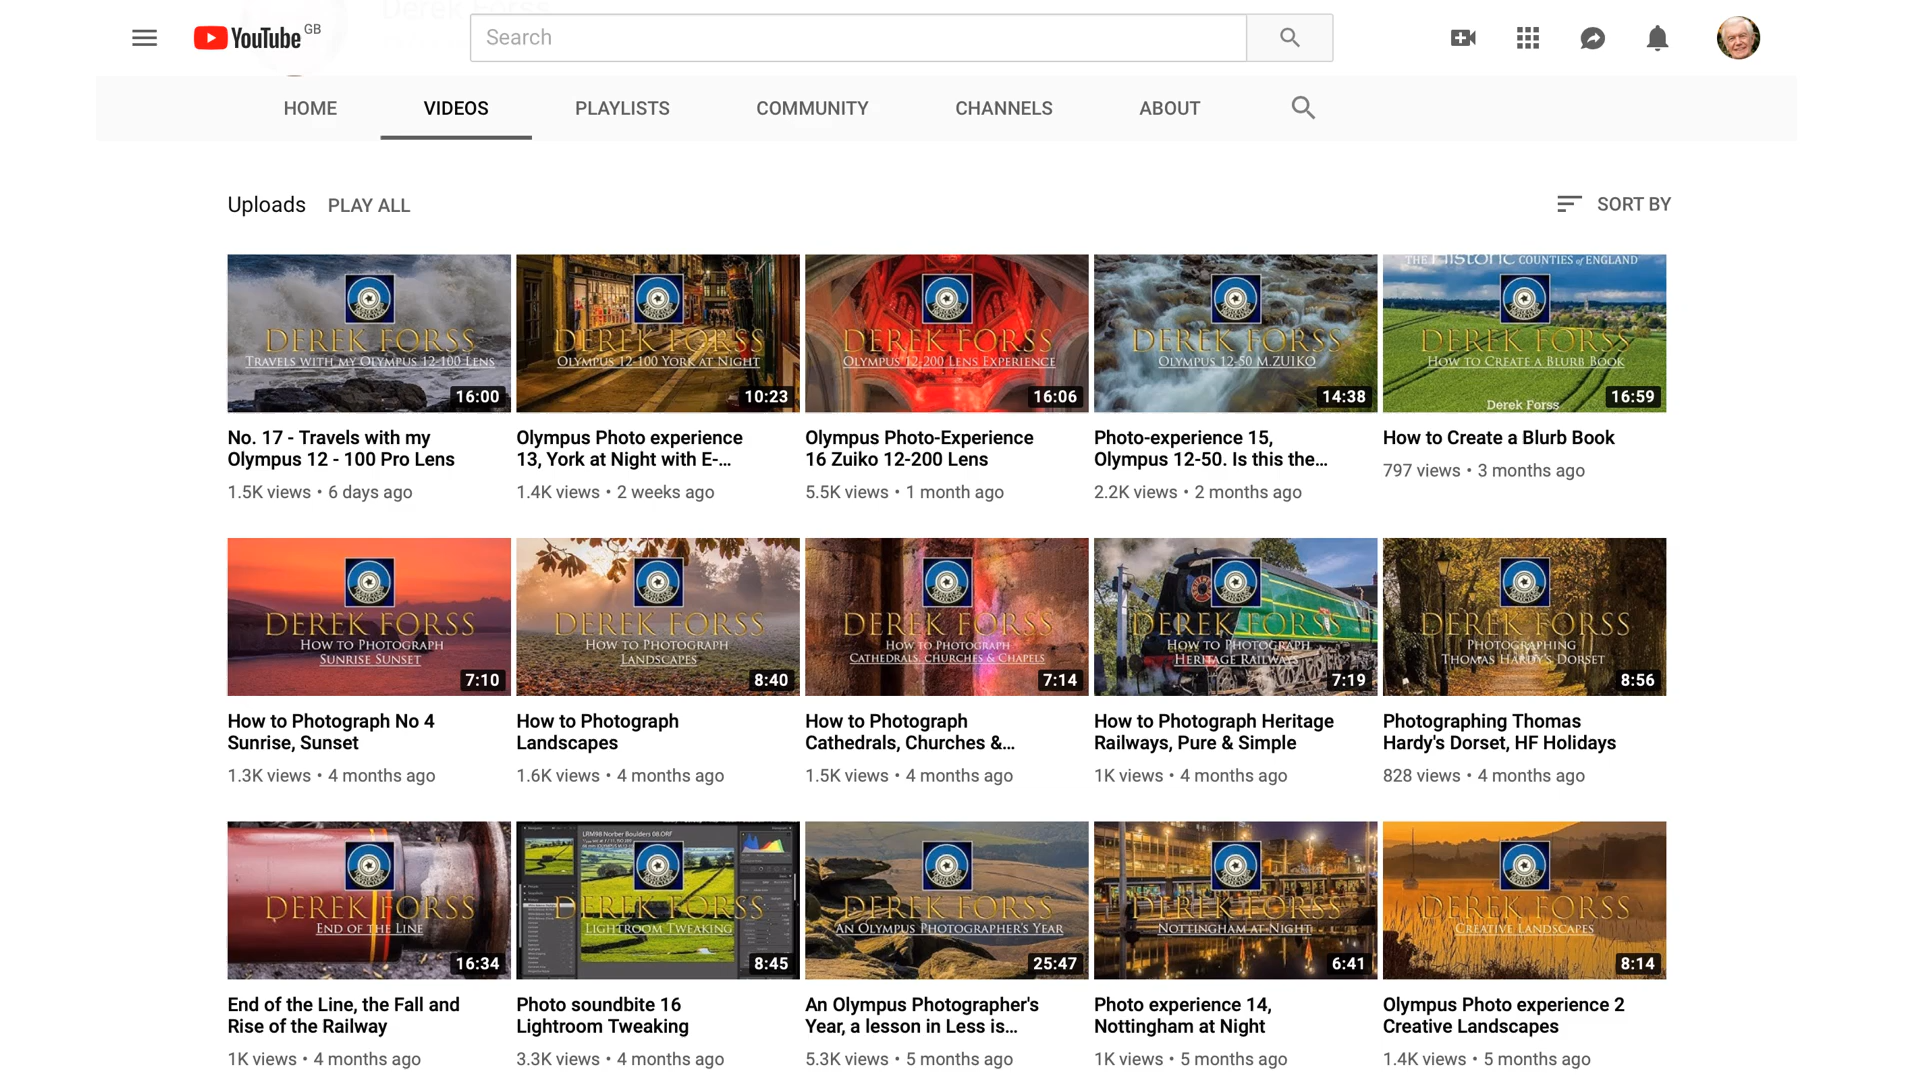 Derek Forss
YouTube GB
Search
HOME
VIDEOS
PLAYLISTS
COMMUNITY
CHANNELS
ABOUT
Uploads
PLAY ALL
SORT BY
DEREK FORSS
TRAVELS WITH MY OLYMPUS 12-100 LENS
16:00
DEREK FORSS
OLYMPUS 12-100 YORK AT NIGHT
10:23
DEREK FORSS
OLYMPUS 12-200 LENS EXPERIENCE
16:06
DEREK FORSS
OLYMPUS 12-50 M.ZUIKO
14:38
THE HISTORIC COUNTIES of ENGLAND
DEREK FORSS
HOW TO CREATE A BLURB BOOK
Derek Forss
16:59
No. 17 - Travels with my
Olympus 12 - 100 Pro Lens
1.5K views • 6 days ago
Olympus Photo experience
13, York at Night with E-...
1.4K views • 2 weeks ago
Olympus Photo-Experience
16 Zuiko 12-200 Lens
5.5K views • 1 month ago
Photo-experience 15,
Olympus 12-50. Is this the...
2.2K views • 2 months ago
How to Create a Blurb Book
797 views • 3 months ago
DEREK FORSS
HOW TO PHOTOGRAPH
SUNRISE SUNSET
7:10
DEREK FORSS
HOW TO PHOTOGRAPH
LANDSCAPES
8:40
DEREK FORSS
HOW TO PHOTOGRAPH
CATHEDRALS, CHURCHES & CHAPELS
7:14
DEREK FORSS
HOW TO PHOTOGRAPH
HERITAGE RAILWAYS
7:19
DEREK FORSS
PHOTOGRAPHING
THOMAS HARDY'S DORSET
8:56
How to Photograph No 4
Sunrise, Sunset
1.3K views • 4 months ago
How to Photograph
Landscapes
1.6K views • 4 months ago
How to Photograph
Cathedrals, Churches &...
1.5K views • 4 months ago
How to Photograph Heritage
Railways, Pure & Simple
1K views • 4 months ago
Photographing Thomas
Hardy's Dorset, HF Holidays
828 views • 4 months ago
DEREK FORSS
END OF THE LINE
16:34
LRM98 Norber Boulders 08.ORF
DEREK FORSS
LIGHTROOM TWEAKING
8:45
DEREK FORSS
AN OLYMPUS PHOTOGRAPHER'S YEAR
25:47
DEREK FORSS
NOTTINGHAM AT NIGHT
6:41
DEREK FORSS
CREATIVE LANDSCAPES
8:14
End of the Line, the Fall and
Rise of the Railway
1K views • 4 months ago
Photo soundbite 16
Lightroom Tweaking
3.3K views • 4 months ago
An Olympus Photographer's
Year, a lesson in Less is...
5.3K views • 5 months ago
Photo experience 14,
Nottingham at Night
1K views • 5 months ago
Olympus Photo experience 2
Creative Landscapes
1.4K views • 5 months ago